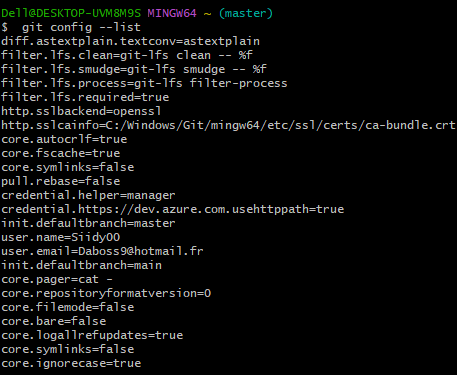 Dell@DESKTOP-UVM8M9S MINGW64 ~ (master)
$  git config --list
diff.astextplain.textconv=astextplain
filter.lfs.clean=git-lfs clean -- %f
filter.lfs.smudge=git-lfs smudge -- %f
filter.lfs.process=git-lfs filter-process
filter.lfs.required=true
http.sslbackend=openssl
http.sslcainfo=C:/Windows/Git/mingw64/etc/ssl/certs/ca-bundle.crt
core.autocrlf=true
core.fscache=true
core.symlinks=false
pull.rebase=false
credential.helper=manager
credential.https://dev.azure.com.usehttppath=true
init.defaultbranch=master
user.name=Siidy00
user.email=Daboss9@hotmail.fr
init.defaultbranch=main
core.pager=cat -
core.repositoryformatversion=0
core.filemode=false
core.bare=false
core.logallrefupdates=true
core.symlinks=false
core.ignorecase=true